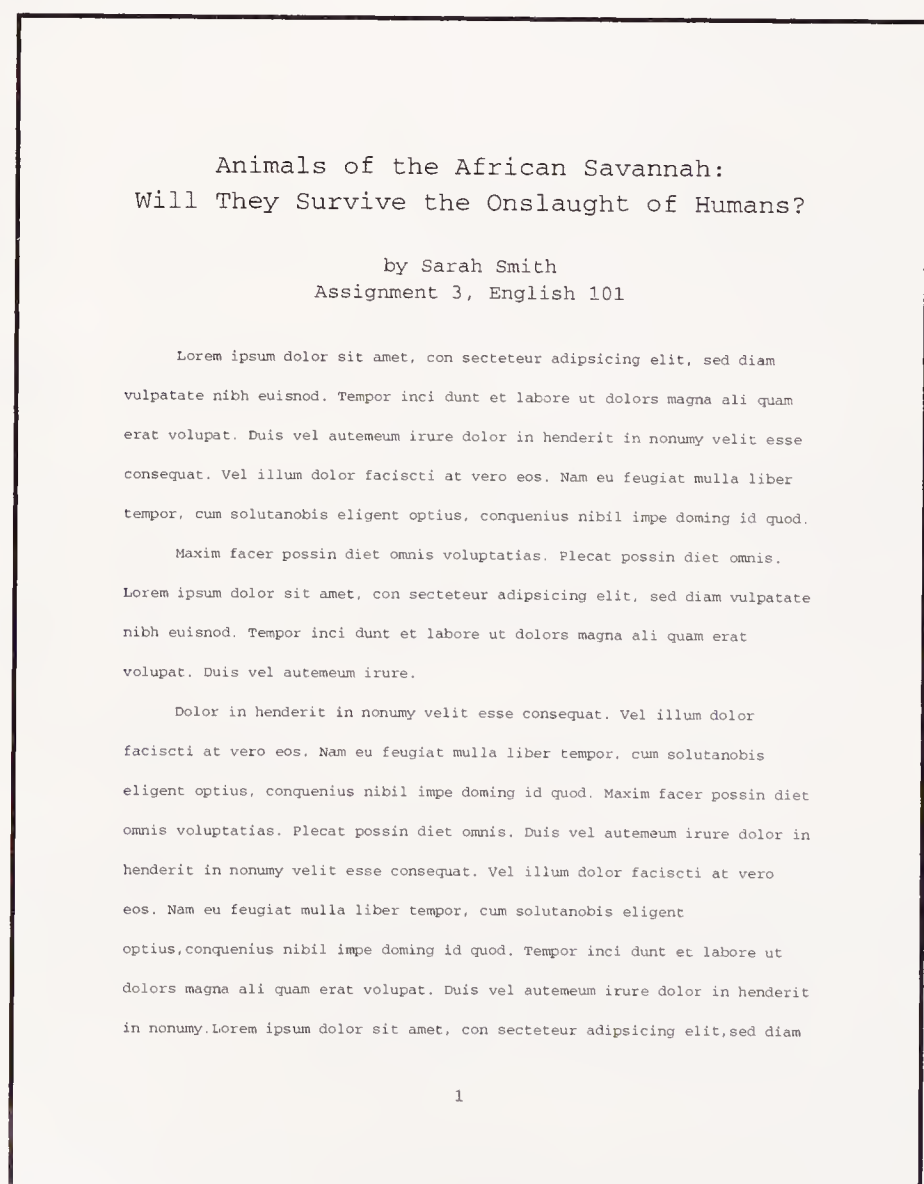 Animals of the African Savannah:
Will They Survive the Onslaught of Humans?
by Sarah Smith
Assignment 3, English 101
Lorem ipsum dolor sit amet, con secteteur adipsicing elit, sed diam
vulpatate nibh euisnod. Tempor inci dunt et labore ut dolors magna ali quam
erat volupat. Duis vel autemeum irure dolor in henderit in nonumy velit esse
consequat. Vel illum dolor faciscti at vero eos. Nam eu feugiat mulla liber
tempor, cum solutanobis eligent optius, conquenius nibil impe doming id quod.
Maxim facer possin diet omnis voluptatias. Plecat possin diet omnis.
Lorem ipsum dolor sit amet, con secteteur adipsicing elit, sed diam vulpatate
nibh euisnod. Tempor inci dunt et labore ut dolors magna ali quam erat
volupat. Duis vel autemeum irure.
Dolor in henderit in nonumy velit esse consequat. Vel illum dolor
faciscti at vero eos. Nam eu feugiat mulla liber tempor, cum solutanobis
eligent optius, conquenius nibil impe doming id quod. Maxim facer possin diet
omnis voluptatias. Plecat possin diet omnis. Duis vel autemeum irure dolor in
henderit in nonumy velit esse consequat. Vel illum dolor faciscti at vero
eos. Nam eu feugiat mulla liber tempor, cum solutanobis eligent
optius,conquenius nibil impe doming id quod. Tempor inci dunt et labore ut
dolors magna ali quam erat volupat. Duis vel autemeum irure dolor in henderit
in nonumy.Lorem ipsum dolor sit amet, con secteteur adipsicing elit,sed diam
1